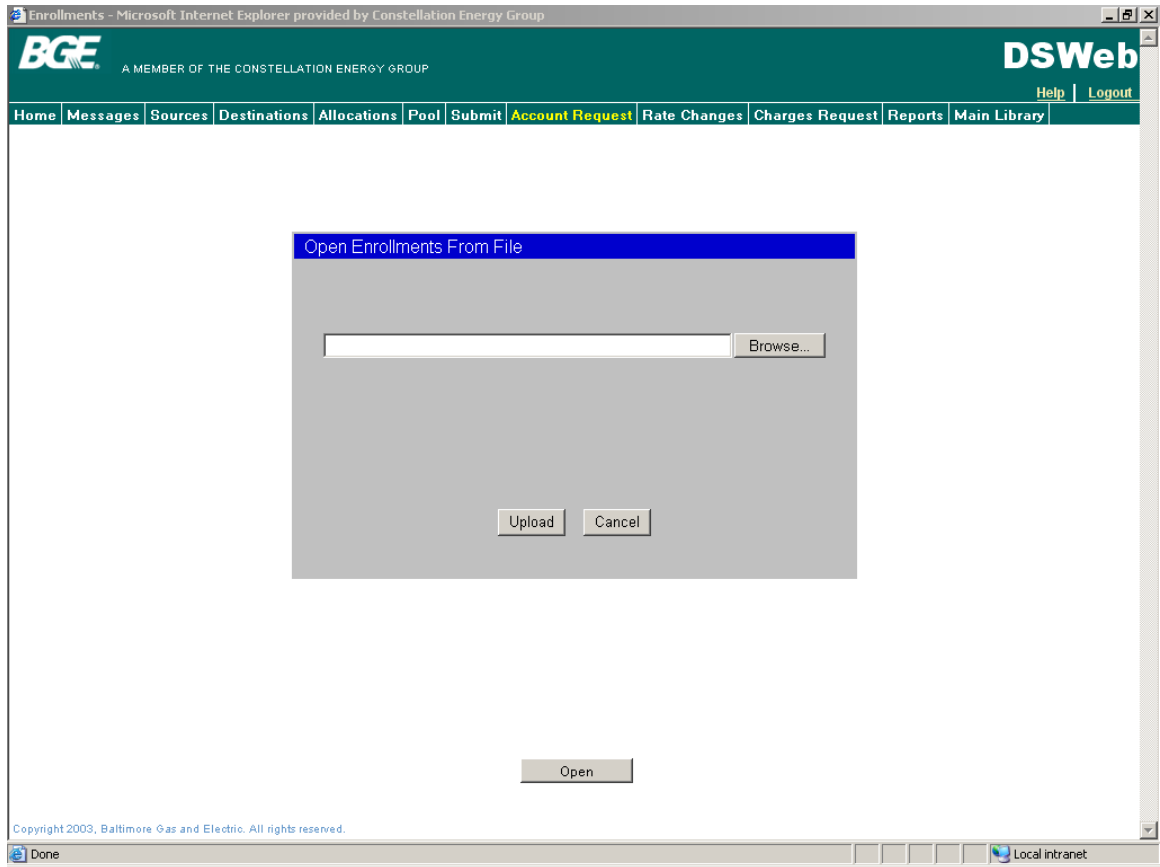 Enrollments - Microsoft Internet Explorer provided by Constellation Energy Group
BGE. A MEMBER OF THE CONSTELLATION ENERGY GROUP
DSWeb
Help | Logout
Home Messages Sources Destinations Allocations Pool Submit Account Request Rate Changes Charges Request Reports Main Library
Open Enrollments From File
Browse...
Upload Cancel
Open
Copyright 2003, Baltimore Gas and Electric. All rights reserved.
Done Local intranet